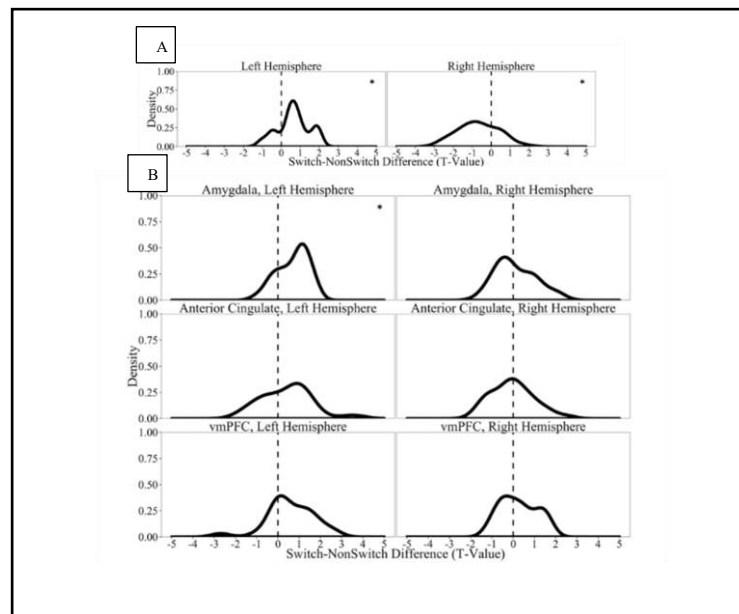 A
Left Hemisphere Right Hemisphere
1.00 * *
0.75
0.50
0.25
0.00
Density
-5 -4 -3 -2 -1 0 1 2 3 4 5 -5 -4 -3 -2 -1 0 1 2 3 4 5
Switch-NonSwitch Difference (T-Value)
B
Amygdala, Left Hemisphere Amygdala, Right Hemisphere
1.00 *
0.75
0.50
0.25
0.00
Anterior Cingulate, Left Hemisphere Anterior Cingulate, Right Hemisphere
1.00
0.75
0.50
0.25
0.00
Density
vmPFC, Left Hemisphere vmPFC, Right Hemisphere
1.00
0.75
0.50
0.25
0.00
-5 -4 -3 -2 -1 0 1 2 3 4 5 -5 -4 -3 -2 -1 0 1 2 3 4 5
Switch-NonSwitch Difference (T-Value)